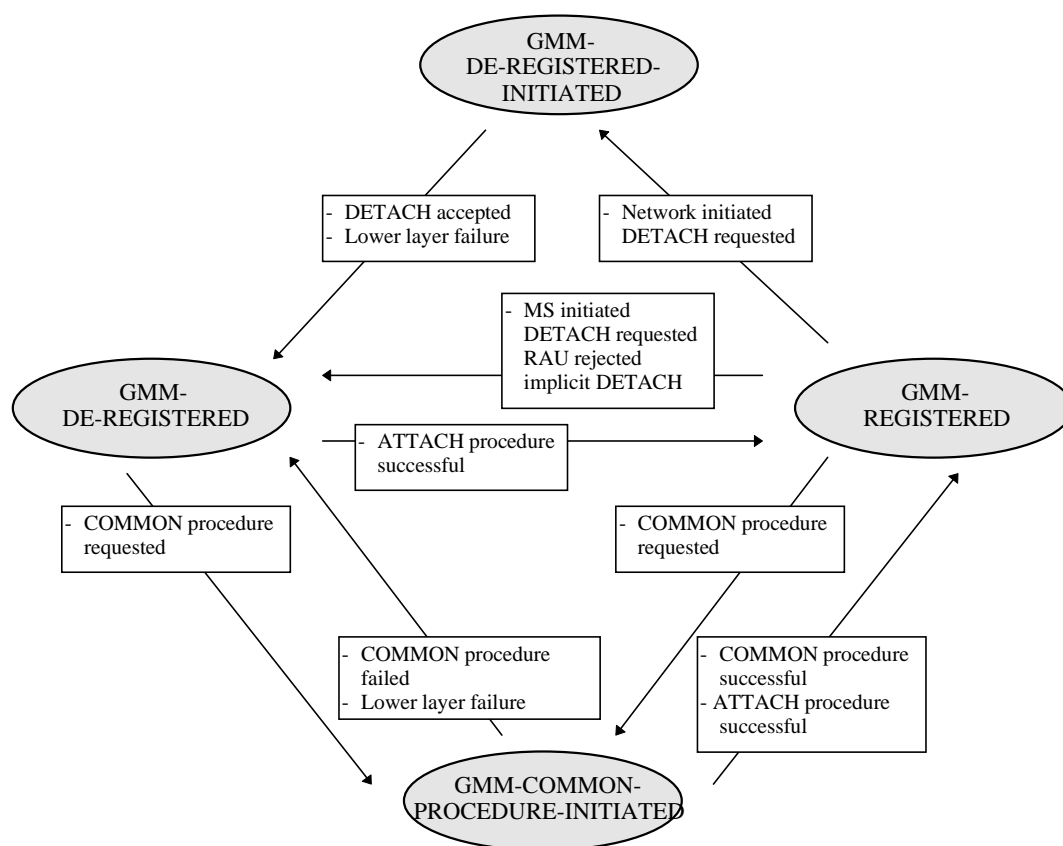 GMM-
DE-REGISTERED-
INITIATED
- DETACH accepted
- Lower layer failure
- Network initiated
DETACH requested
- MS initiated
DETACH requested
RAU rejected
implicit DETACH
GMM-
DE-REGISTERED
GMM-
REGISTERED
- ATTACH procedure
successful
- COMMON procedure
requested
- COMMON procedure
requested
- COMMON procedure
failed
- Lower layer failure
- COMMON procedure
successful
- ATTACH procedure
successful
GMM-COMMON-
PROCEDURE-INITIATED